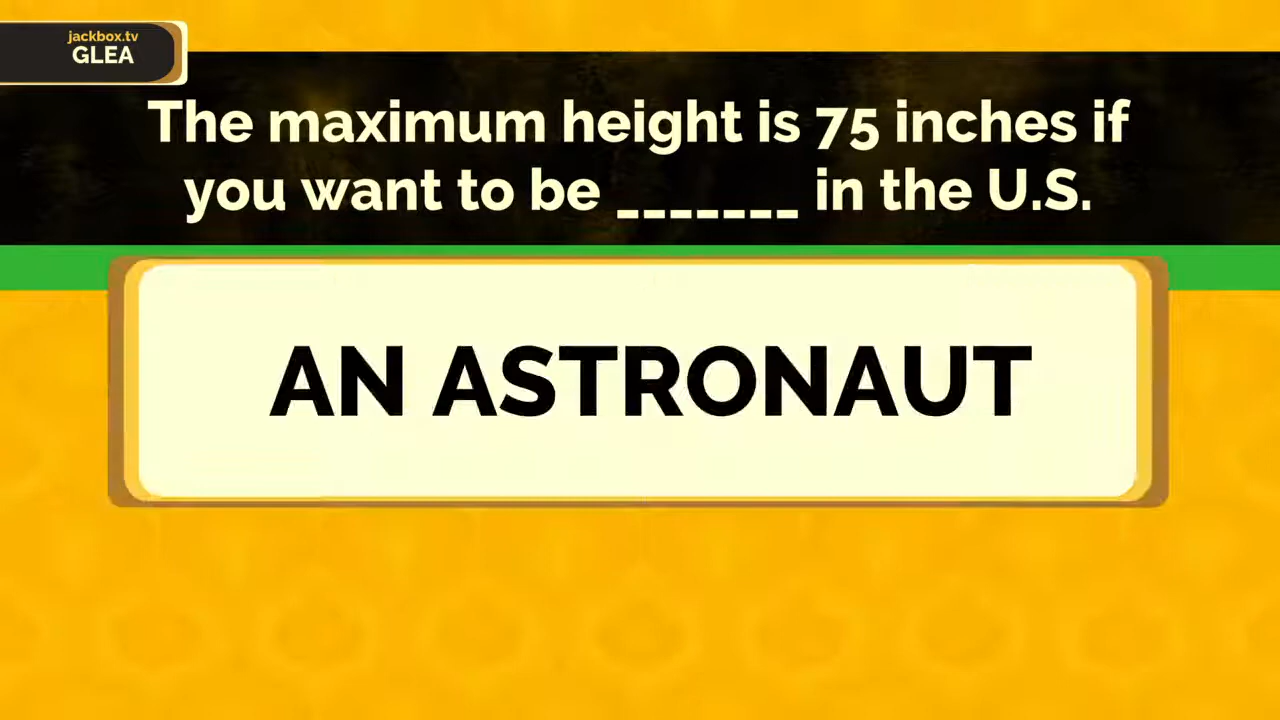 jackbox.tv
GLEA
The maximum height is 75 inches if
you want to be _______ in the U.S.
AN ASTRONAUT